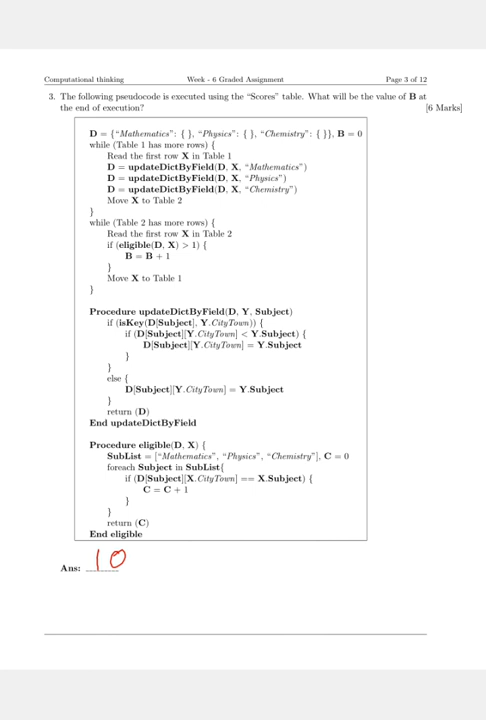 Computational thinking Week - 6 Graded Assignment Page 3 of 12
3. The following pseudocode is executed using the “Scores” table. What will be the value of B at
the end of execution? [6 Marks]
D = {“Mathematics”: { }, “Physics”: { }, “Chemistry”: { }}, B = 0
while (Table 1 has more rows) {
Read the first row X in Table 1
D = updateDictByField(D, X, “Mathematics”)
D = updateDictByField(D, X, “Physics”)
D = updateDictByField(D, X, “Chemistry”)
Move X to Table 2
}
while (Table 2 has more rows) {
Read the first row X in Table 2
if (eligible(D, X) > 1) {
B = B + 1
}
Move X to Table 1
}
Procedure updateDictByField(D, Y, Subject)
if (isKey(D[Subject], Y.CityTown)) {
if (D[Subject][Y.CityTown] < Y.Subject) {
D[Subject][Y.CityTown] = Y.Subject
}
}
else {
D[Subject][Y.CityTown] = Y.Subject
}
return (D)
End updateDictByField
Procedure eligible(D, X) {
SubList = [“Mathematics”, “Physics”, “Chemistry”], C = 0
foreach Subject in SubList{
if (D[Subject][X.CityTown] == X.Subject) {
C = C + 1
}
}
return (C)
End eligible
Ans: 10